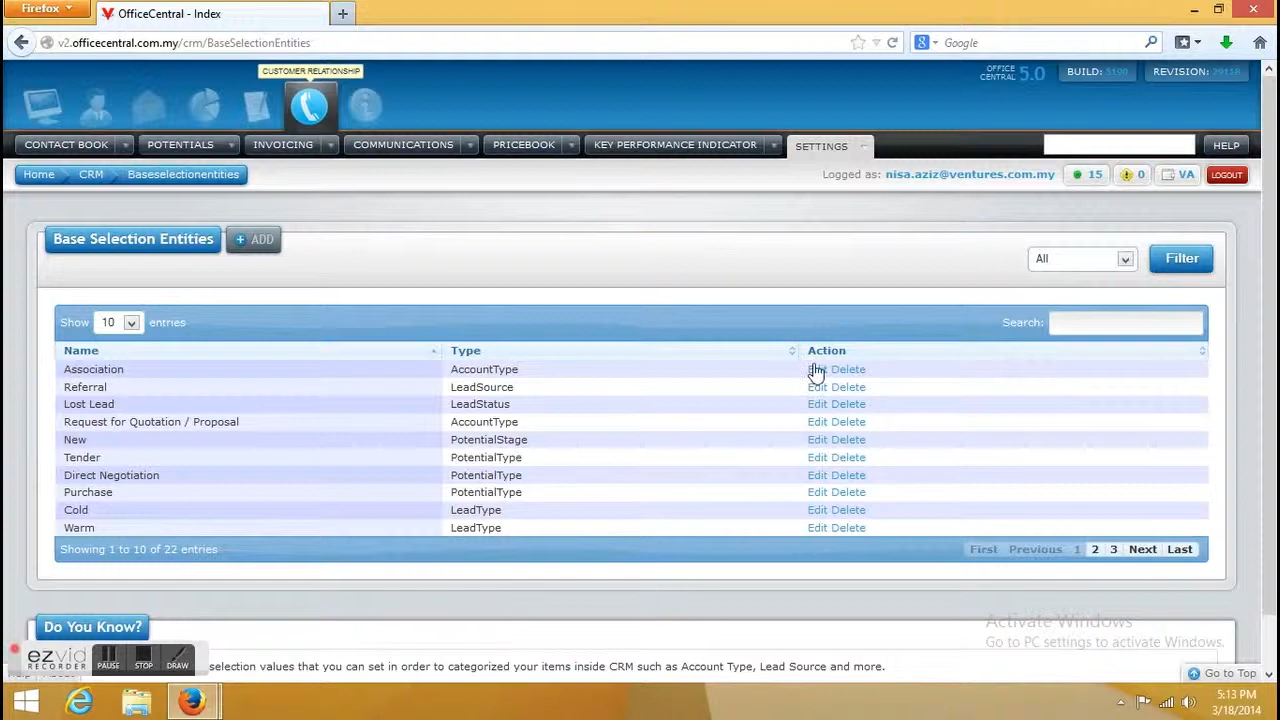 Firefox
OfficeCentral - Index
v2.officecentral.com.my/crm/BaseSelectionEntities
Google
CUSTOMER RELATIONSHIP
OFFICE CENTRAL 5.0
BUILD:
REVISION:
CONTACT BOOK POTENTIALS INVOICING COMMUNICATIONS PRICEBOOK KEY PERFORMANCE INDICATOR SETTINGS HELP
Home CRM Baseselectionentities Logged as: nisa.aziz@ventures.com.my 15 0 VA LOGOUT
Base Selection Entities + ADD
All Filter
Show 10 entries Search:
Name Type Action
Association AccountType Edit Delete
Referral LeadSource Edit Delete
Lost Lead LeadStatus Edit Delete
Request for Quotation / Proposal AccountType Edit Delete
New PotentialStage Edit Delete
Tender PotentialType Edit Delete
Direct Negotiation PotentialType Edit Delete
Purchase PotentialType Edit Delete
Cold LeadType Edit Delete
Warm LeadType Edit Delete
Showing 1 to 10 of 22 entries First Previous 1 2 3 Next Last
Activate Windows
Go to PC settings to activate Windows.
Do You Know?
ezvid
RECORDER
PAUSE STOP DRAW
selection values that you can set in order to categorized your items inside CRM such as Account Type, Lead Source and more.
Go to Top
5:13 PM
3/18/2014